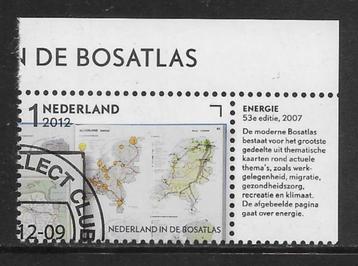 N DE BOSATLAS
1 NEDERLAND
2012
NEDERLAND IN DE BOSATLAS
LECT CLUB
12-09
ENERGIE
53e editie, 2007
De moderne Bosatlas
bestaat voor het grootste
gedeelte uit thematische
kaarten rond actuele
thema's, zoals werk-
gelegenheid, migratie,
gezondheidszorg,
recreatie en klimaat.
De afgebeelde pagina
gaat over energie.